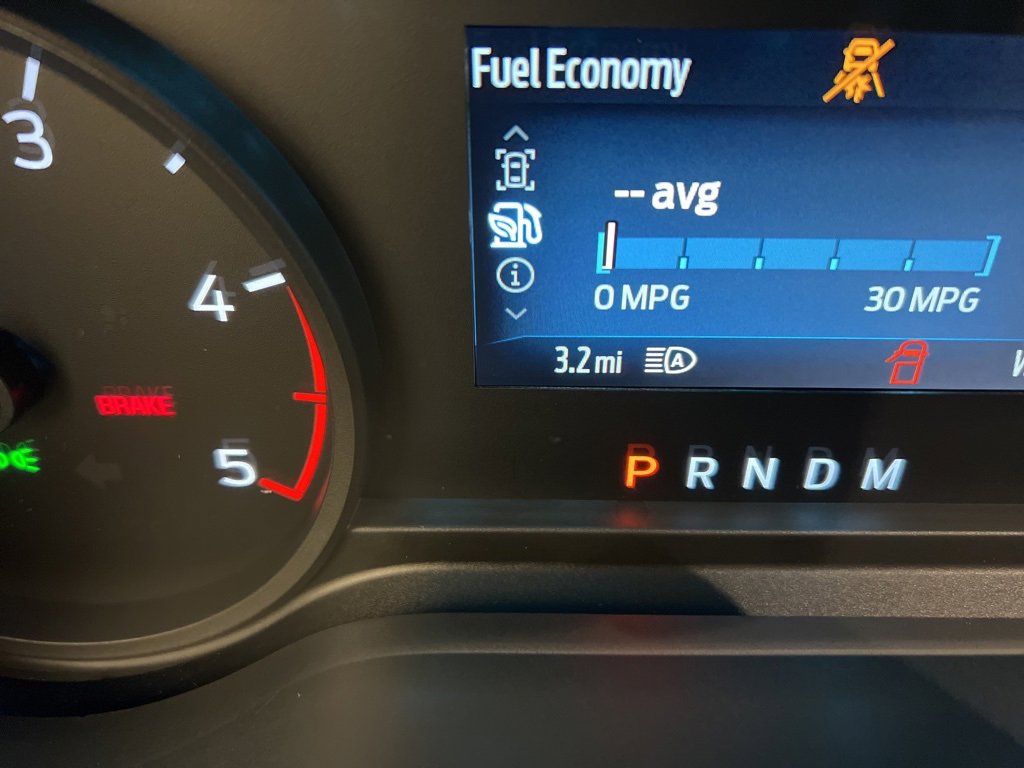 Fuel Economy
-- avg
0 MPG 30 MPG
3.2 mi A
3
4
5
BRAKE
P R N D M